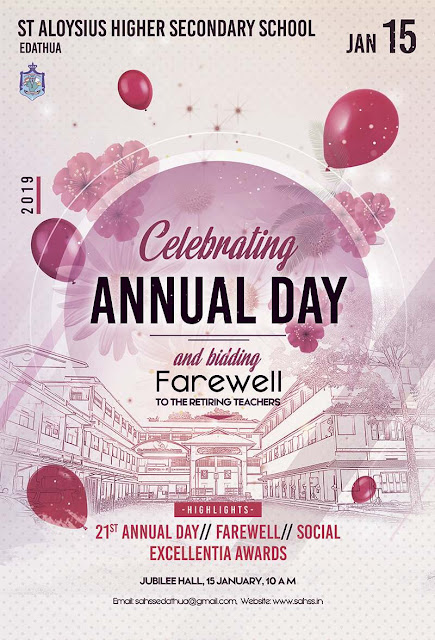 ST ALOYSIUS HIGHER SECONDARY SCHOOL
EDATHUA
JAN 15
2019
Celebrating
ANNUAL DAY
and bidding
Farewell
TO THE RETIRING TEACHERS
-HIGHLIGHTS-
21ST ANNUAL DAY// FAREWELL// SOCIAL
EXCELLENTIA AWARDS
JUBILEE HALL, 15 JANUARY, 10 A M
Email: sahssedathua@gmail.com, Website: www.sahss.in